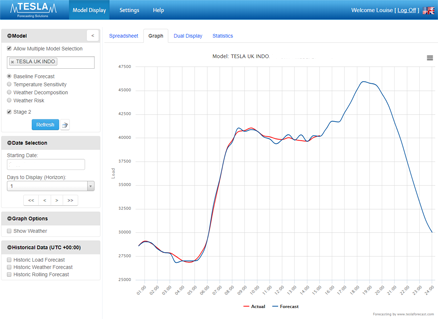 TESLA
Forecasting Solutions
Model Display
Settings
Help
Welcome Louise | Log Off |
Model
Allow Multiple Model Selection
TESLA UK INDO
Baseline Forecast
Temperature Sensitivity
Weather Decomposition
Weather Risk
Stage 2
Refresh
Date Selection
Starting Date:
Days to Display (Horizon):
1
<< < > >>
Graph Options
Show Weather
Historical Data (UTC +00:00)
Historic Load Forecast
Historic Weather Forecast
Historic Rolling Forecast
Spreadsheet
Graph
Dual Display
Statistics
Model: TESLA UK INDO
Load
47500
45000
42500
40000
37500
35000
32500
30000
27500
25000
01:00 02:00 03:00 04:00 05:00 06:00 07:00 08:00 09:00 10:00 11:00 12:00 13:00 14:00 15:00 16:00 17:00 18:00 19:00 20:00 21:00 22:00 23:00 24:00
Actual
Forecast
Forecasting by www.teslaforecast.com